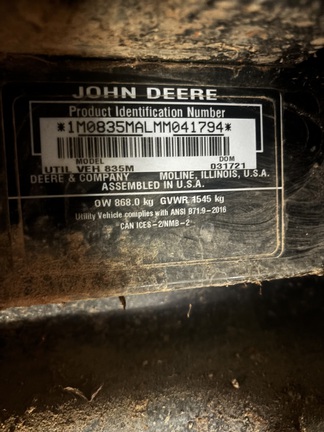 JOHN DEERE
Product Identification Number
*1M0835MALMM041794*
MODEL DOM
UTIL VEH 835M 031721
DEERE & COMPANY MOLINE, ILLINOIS, U.S.A.
ASSEMBLED IN U.S.A.
OW 868.0 kg GVWR 1545 kg
Utility Vehicle complies with ANSI B71.9-2016
CAN ICES-2/NMB-2